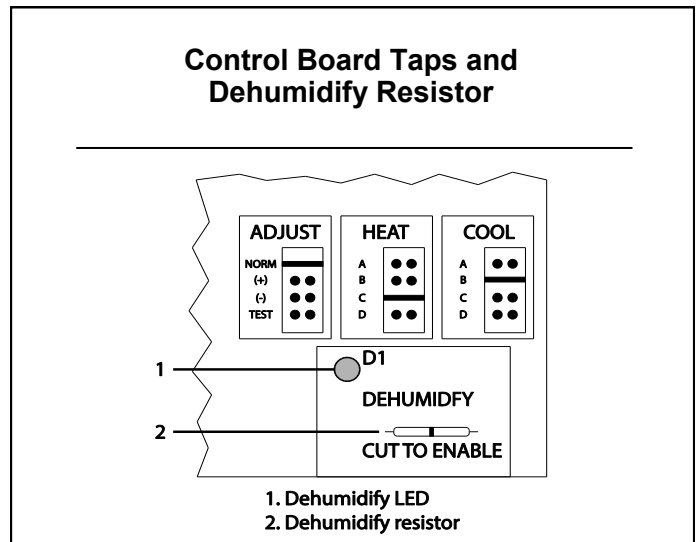 Control Board Taps and
Dehumidify Resistor
ADJUST
NORM
(+)
(-)
TEST
HEAT
A
B
C
D
COOL
A
B
C
D
1
D1
DEHUMIDFY
2
CUT TO ENABLE
1. Dehumidify LED
2. Dehumidify resistor